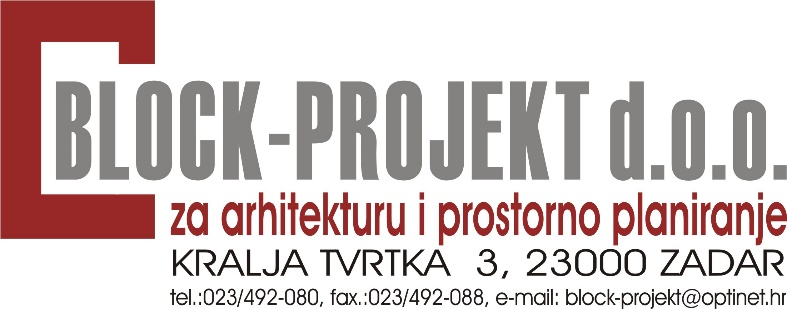 BLOCK-PROJEKT d.o.o.
za arhitekturu i prostorno planiranje
KRALJA TVRTKA 3, 23000 ZADAR
tel.:023/492-080, fax.:023/492-088, e-mail: block-projekt@optinet.hr